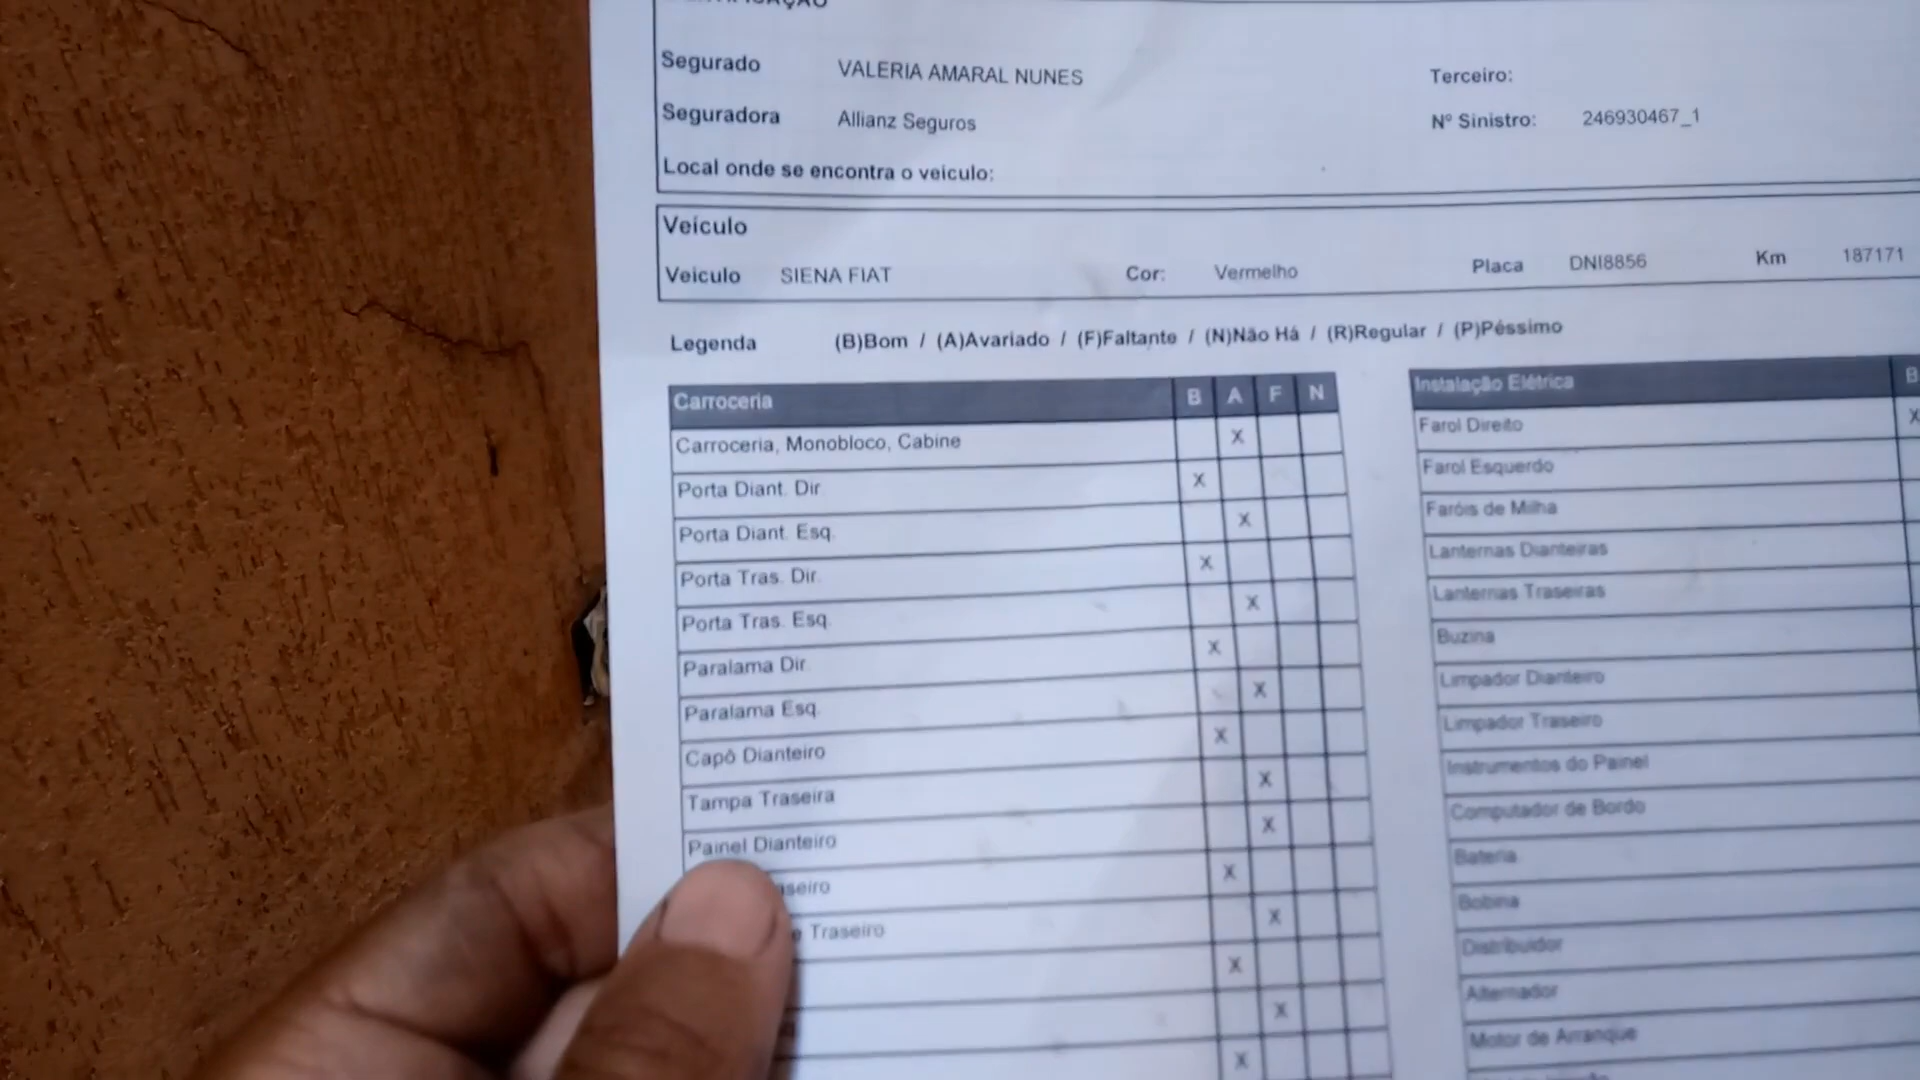 Segurado VALERIA AMARAL NUNES Terceiro:
Seguradora Allianz Seguros Nº Sinistro: 246930467_1
Local onde se encontra o veiculo:
Veículo
Veiculo SIENA FIAT Cor: Vermelho Placa DNI8856 Km 187171
Legenda (B)Bom / (A)Avariado / (F)Faltante / (N)Não Há / (R)Regular / (P)Péssimo
Carroceria B A F N
Carroceria, Monobloco, Cabine X
Porta Diant. Dir. X
Porta Diant. Esq. X
Porta Tras. Dir. X
Porta Tras. Esq. X
Paralama Dir. X
Paralama Esq. X
Capô Dianteiro X
Tampa Traseira X
Painel Dianteiro X
aseiro X
e Traseiro X
X
X
X
Instalação Elétrica B
Farol Direito X
Farol Esquerdo
Faróis de Milha
Lanternas Dianteiras
Lanternas Traseiras
Buzina
Limpador Dianteiro
Limpador Traseiro
Instrumentos do Painel
Computador de Bordo
Bateria
Bobina
Distribuidor
Alternador
Motor de Arranque